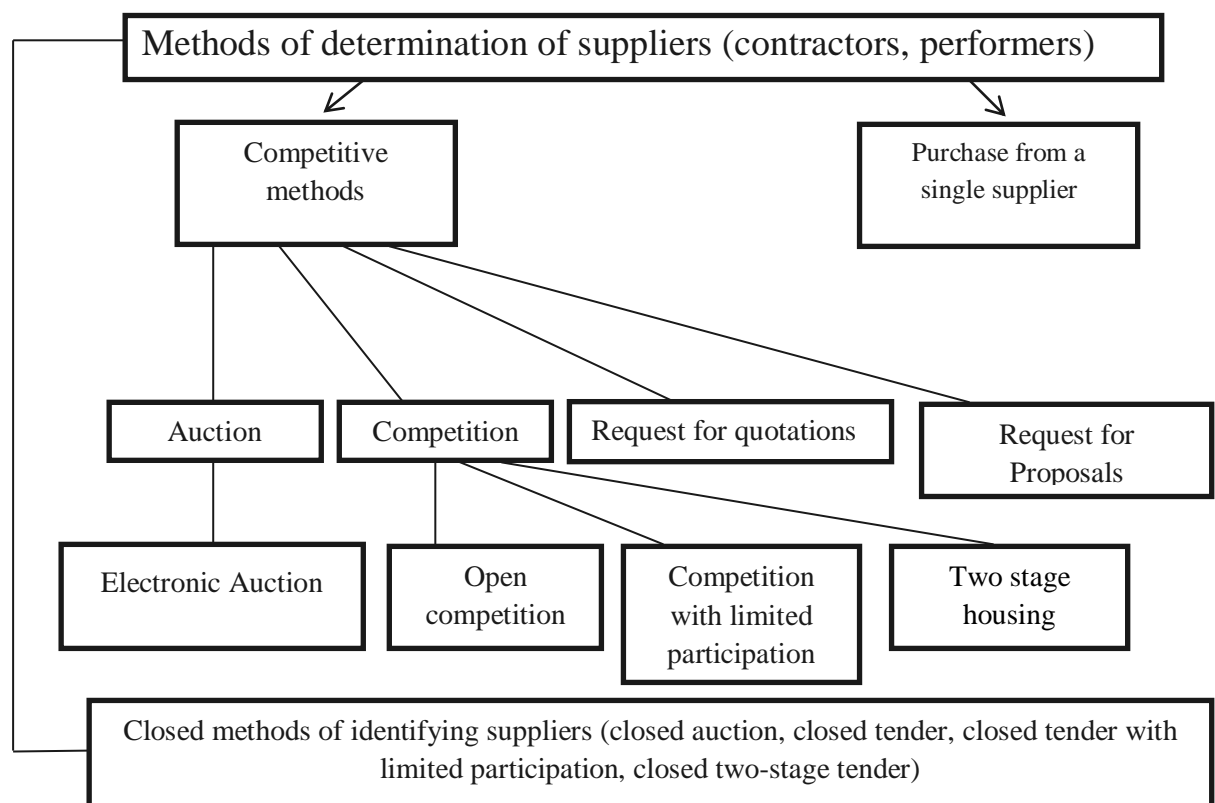 Methods of determination of suppliers (contractors, performers)
Competitive
methods
Purchase from a
single supplier
Auction
Competition
Request for quotations
Request for
Proposals
Electronic Auction
Open
competition
Competition
with limited
participation
Two stage
housing
Closed methods of identifying suppliers (closed auction, closed tender, closed tender with
limited participation, closed two-stage tender)